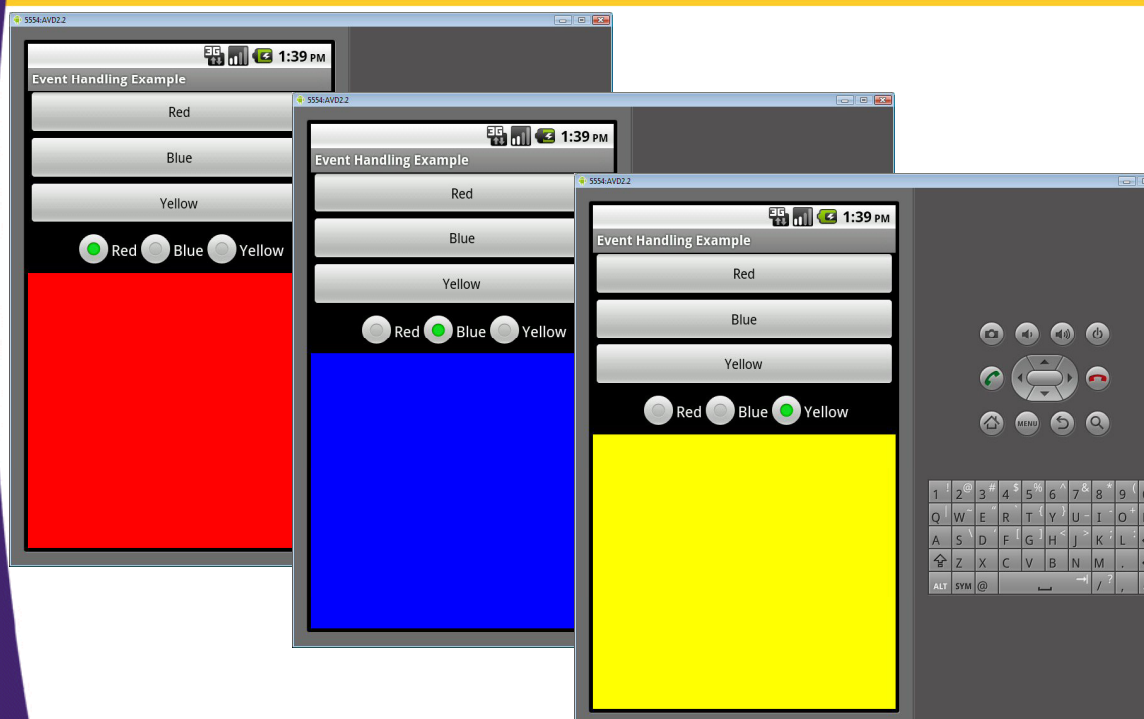 5554:AVD2.2
3G 1:39 PM
Event Handling Example
Red
Blue
Yellow
Red Blue Yellow
5554:AVD2.2
3G 1:39 PM
Event Handling Example
Red
Blue
Yellow
Red Blue Yellow
5554:AVD2.2
3G 1:39 PM
Event Handling Example
Red
Blue
Yellow
Red Blue Yellow
MENU
1 ! 2 @ 3 # 4 $ 5 % 6 ^ 7 & 8 * 9 (
Q | W ~ E " R ` T { Y } U _ I - O +
A S \ D ' F [ G ] H < J > K ; L :
Z X C V B N M .
ALT SYM @ / ? ,